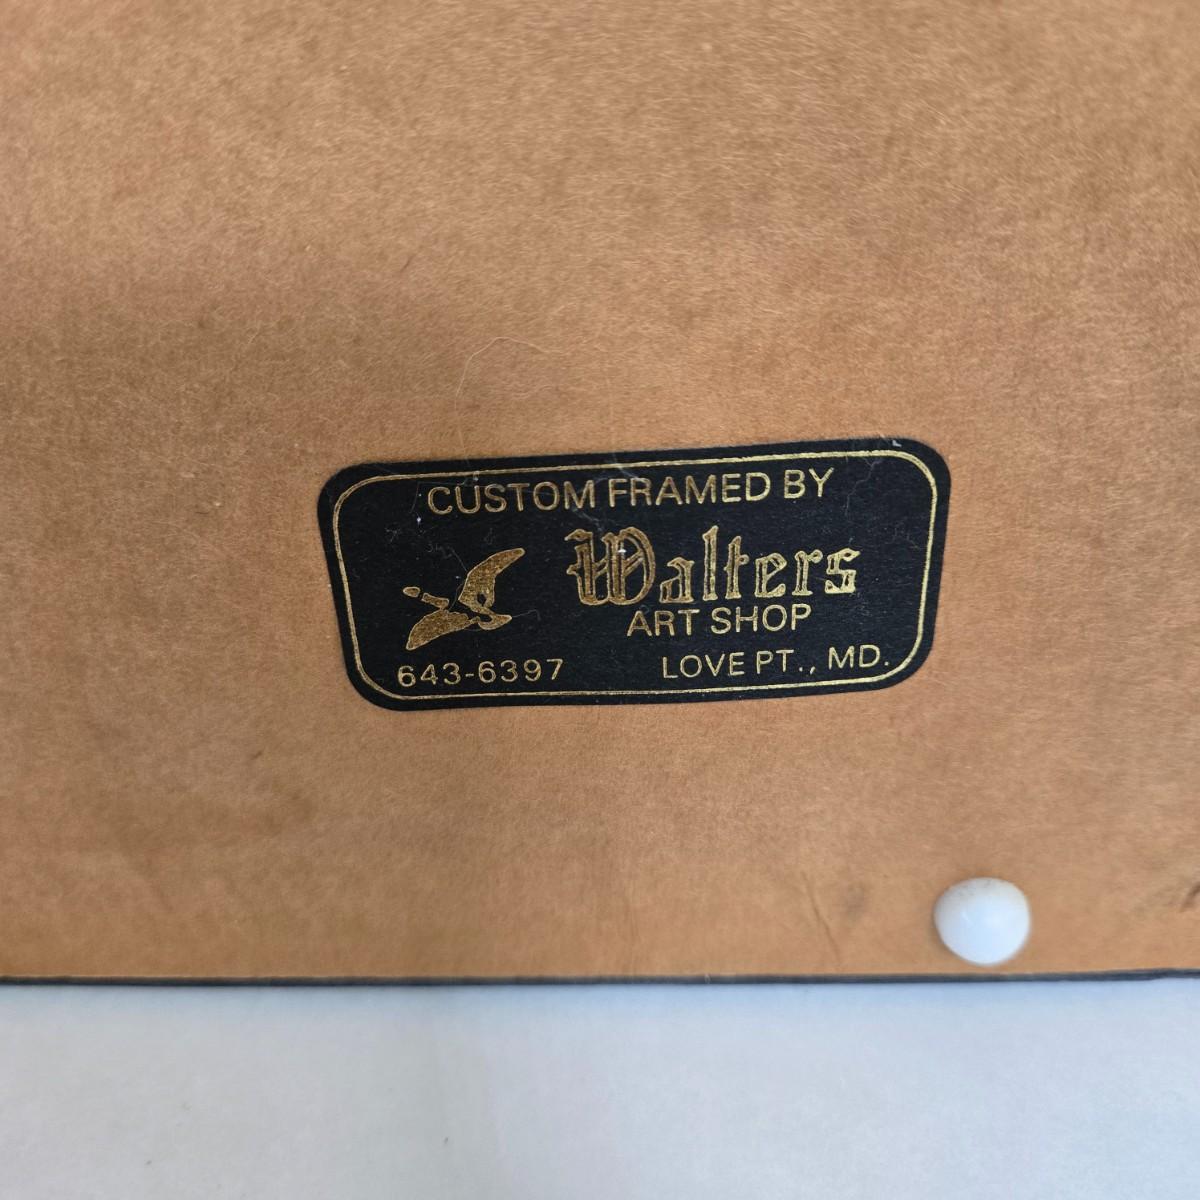 CUSTOM FRAMED BY
Walters
ART SHOP
643-6397 LOVE PT., MD.